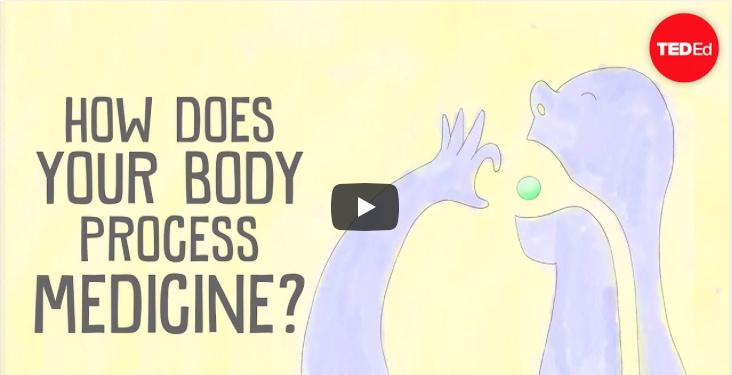 TEDEd
HOW DOES
YOUR BODY
PROCESS
MEDICINE?